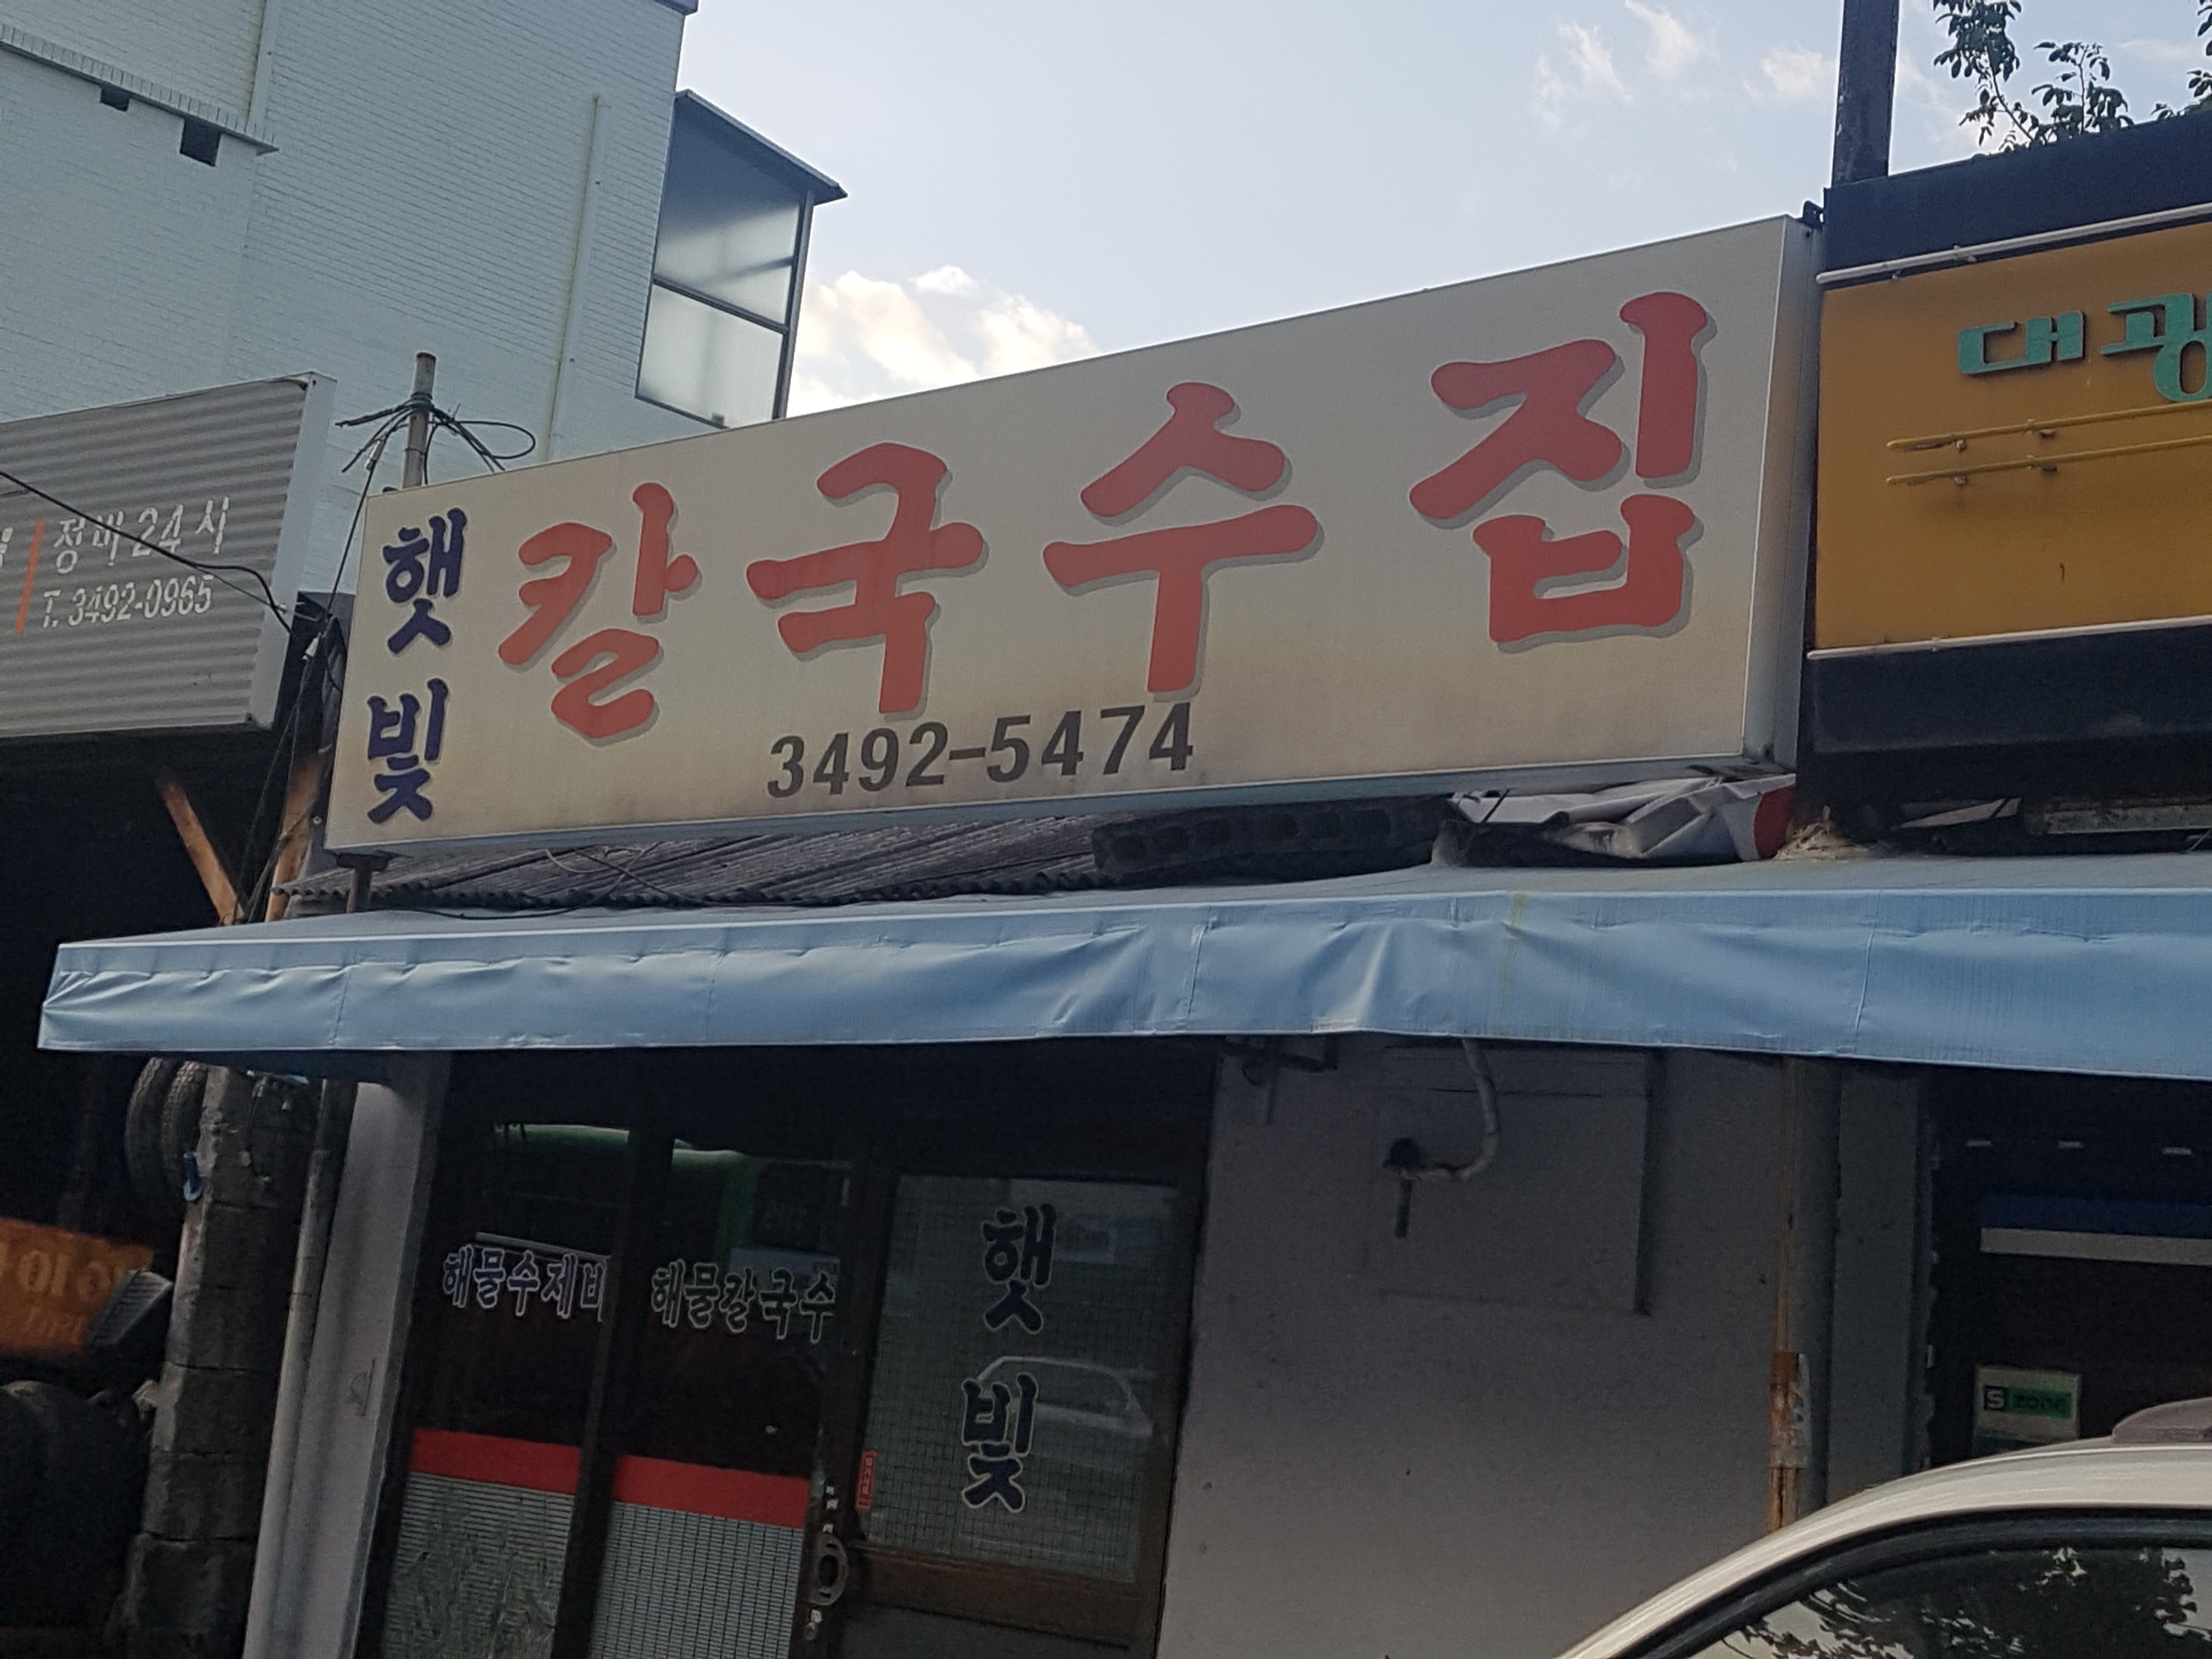 정비 24시
T. 3492-0965
햇빛
칼국수집
3492-5474
대광
해물수제비
해물칼국수
햇빛
S ZONE